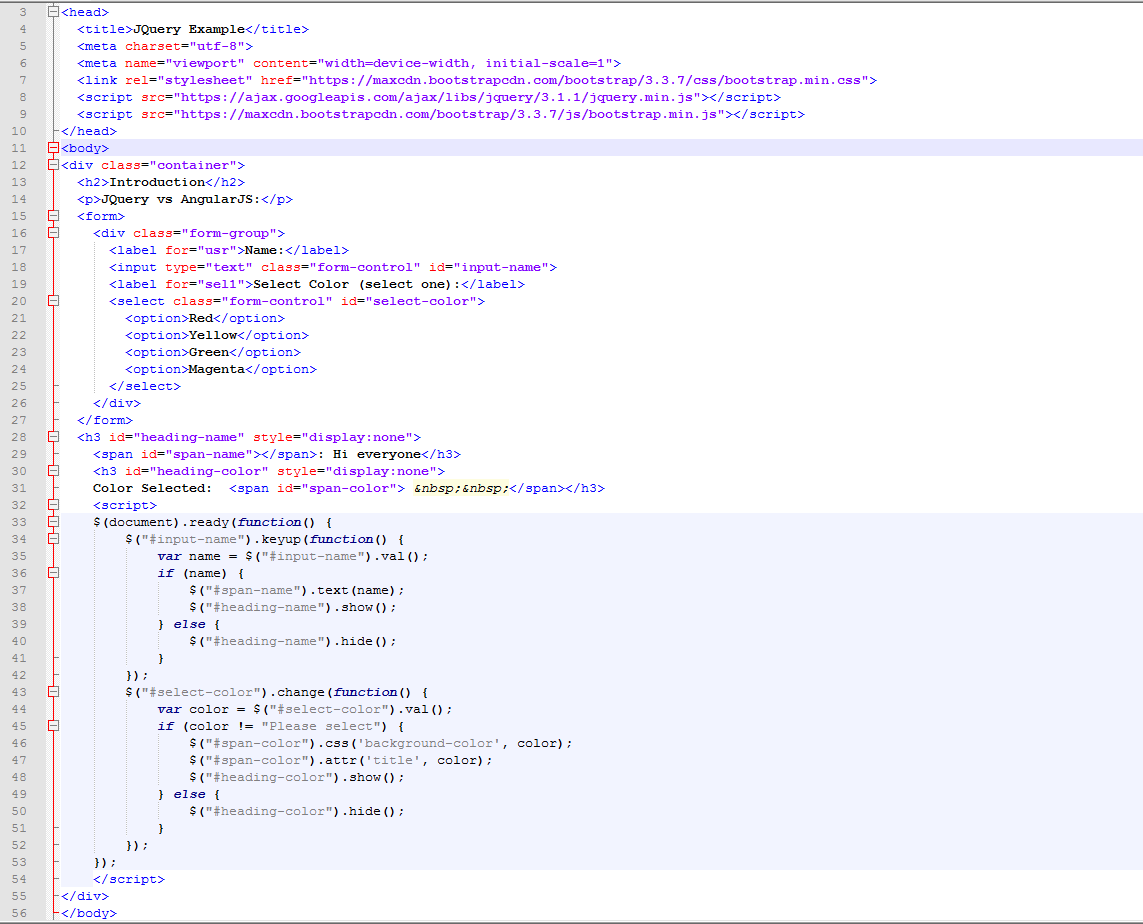 3 <head>
4   <title>JQuery Example</title>
5   <meta charset="utf-8">
6   <meta name="viewport" content="width=device-width, initial-scale=1">
7   <link rel="stylesheet" href="https://maxcdn.bootstrapcdn.com/bootstrap/3.3.7/css/bootstrap.min.css">
8   <script src="https://ajax.googleapis.com/ajax/libs/jquery/3.1.1/jquery.min.js"></script>
9   <script src="https://maxcdn.bootstrapcdn.com/bootstrap/3.3.7/js/bootstrap.min.js"></script>
10 </head>
11 <body>
12 <div class="container">
13   <h2>Introduction</h2>
14   <p>JQuery vs AngularJS:</p>
15   <form>
16     <div class="form-group">
17       <label for="usr">Name:</label>
18       <input type="text" class="form-control" id="input-name">
19       <label for="sel1">Select Color (select one):</label>
20       <select class="form-control" id="select-color">
21         <option>Red</option>
22         <option>Yellow</option>
23         <option>Green</option>
24         <option>Magenta</option>
25       </select>
26     </div>
27   </form>
28   <h3 id="heading-name" style="display:none">
29     <span id="span-name"></span>: Hi everyone</h3>
30     <h3 id="heading-color" style="display:none">
31     Color Selected:  <span id="span-color"> &nbsp;&nbsp;</span></h3>
32     <script>
33     $(document).ready(function() {
34         $("#input-name").keyup(function() {
35             var name = $("#input-name").val();
36             if (name) {
37                 $("#span-name").text(name);
38                 $("#heading-name").show();
39             } else {
40                 $("#heading-name").hide();
41             }
42         });
43         $("#select-color").change(function() {
44             var color = $("#select-color").val();
45             if (color != "Please select") {
46                 $("#span-color").css('background-color', color);
47                 $("#span-color").attr('title', color);
48                 $("#heading-color").show();
49             } else {
50                 $("#heading-color").hide();
51             }
52         });
53     });
54     </script>
55 </div>
56 </body>